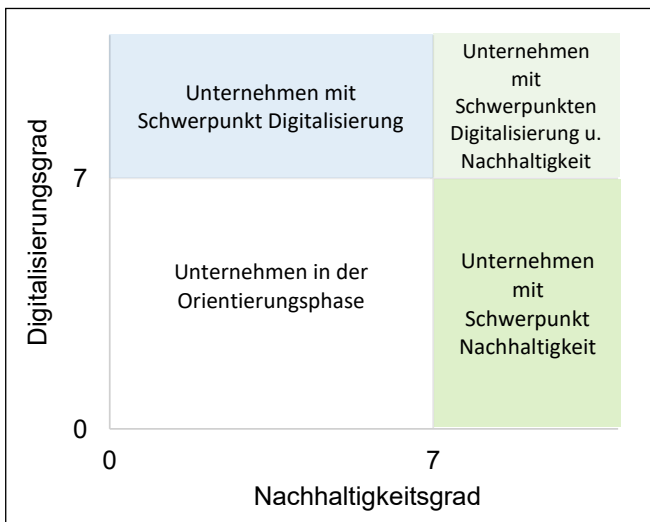 Unternehmen mit
Schwerpunkt Digitalisierung
Unternehmen
mit
Schwerpunkten
Digitalisierung u.
Nachhaltigkeit
Digitalisierungsgrad
7
Unternehmen in der
Orientierungsphase
Unternehmen
mit
Schwerpunkt
Nachhaltigkeit
0
0
7
Nachhaltigkeitsgrad